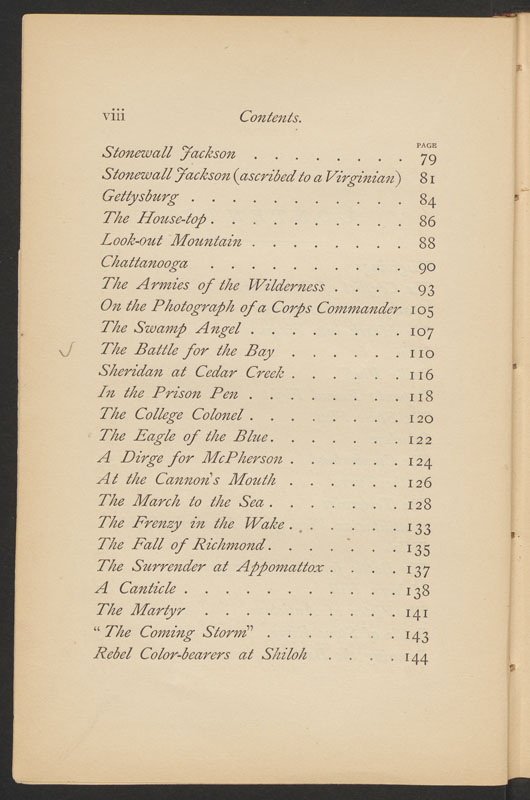 viii Contents.
PAGE
Stonewall Jackson . . . . . . . . 79
Stonewall Jackson (ascribed to a Virginian) 81
Gettysburg . . . . . . . . . . . 84
The House-top . . . . . . . . . . 86
Look-out Mountain . . . . . . . . 88
Chattanooga . . . . . . . . . . 90
The Armies of the Wilderness . . . . 93
On the Photograph of a Corps Commander 105
The Swamp Angel . . . . . . . . 107
The Battle for the Bay . . . . . . 110
Sheridan at Cedar Creek . . . . . . 116
In the Prison Pen . . . . . . . . 118
The College Colonel . . . . . . . . 120
The Eagle of the Blue . . . . . . . 122
A Dirge for McPherson . . . . . . 124
At the Cannon's Mouth . . . . . . 126
The March to the Sea . . . . . . . 128
The Frenzy in the Wake . . . . . . 133
The Fall of Richmond . . . . . . . 135
The Surrender at Appomattox . . . . 137
A Canticle . . . . . . . . . . . 138
The Martyr . . . . . . . . . . 141
“The Coming Storm” . . . . . . . 143
Rebel Color-bearers at Shiloh . . . . 144